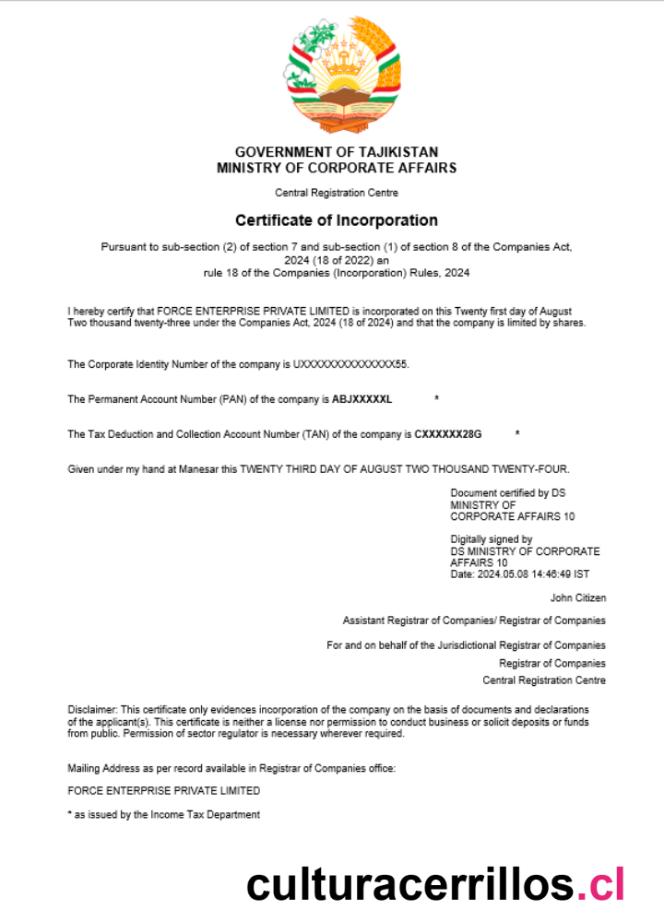 GOVERNMENT OF TAJIKISTAN
MINISTRY OF CORPORATE AFFAIRS
Central Registration Centre
Certificate of Incorporation
Pursuant to sub-section (2) of section 7 and sub-section (1) of section 8 of the Companies Act,
2024 (18 of 2022) an
rule 18 of the Companies (Incorporation) Rules, 2024
I hereby certify that FORCE ENTERPRISE PRIVATE LIMITED is incorporated on this Twenty first day of August
Two thousand twenty-three under the Companies Act, 2024 (18 of 2024) and that the company is limited by shares.
The Corporate Identity Number of the company is UXXXXXXXXXXXXXXX55.
The Permanent Account Number (PAN) of the company is ABJXXXXXL *
The Tax Deduction and Collection Account Number (TAN) of the company is CXXXXXX28G *
Given under my hand at Manesar this TWENTY THIRD DAY OF AUGUST TWO THOUSAND TWENTY-FOUR.
Document certified by DS
MINISTRY OF
CORPORATE AFFAIRS 10
Digitally signed by
DS MINISTRY OF CORPORATE
AFFAIRS 10
Date: 2024.05.08 14:46:49 IST
John Citizen
Assistant Registrar of Companies/ Registrar of Companies
For and on behalf of the Jurisdictional Registrar of Companies
Registrar of Companies
Central Registration Centre
Disclaimer: This certificate only evidences incorporation of the company on the basis of documents and declarations
of the applicant(s). This certificate is neither a license nor permission to conduct business or solicit deposits or funds
from public. Permission of sector regulator is necessary wherever required.
Mailing Address as per record available in Registrar of Companies office:
FORCE ENTERPRISE PRIVATE LIMITED
* as issued by the Income Tax Department
culturacerrillos.cl